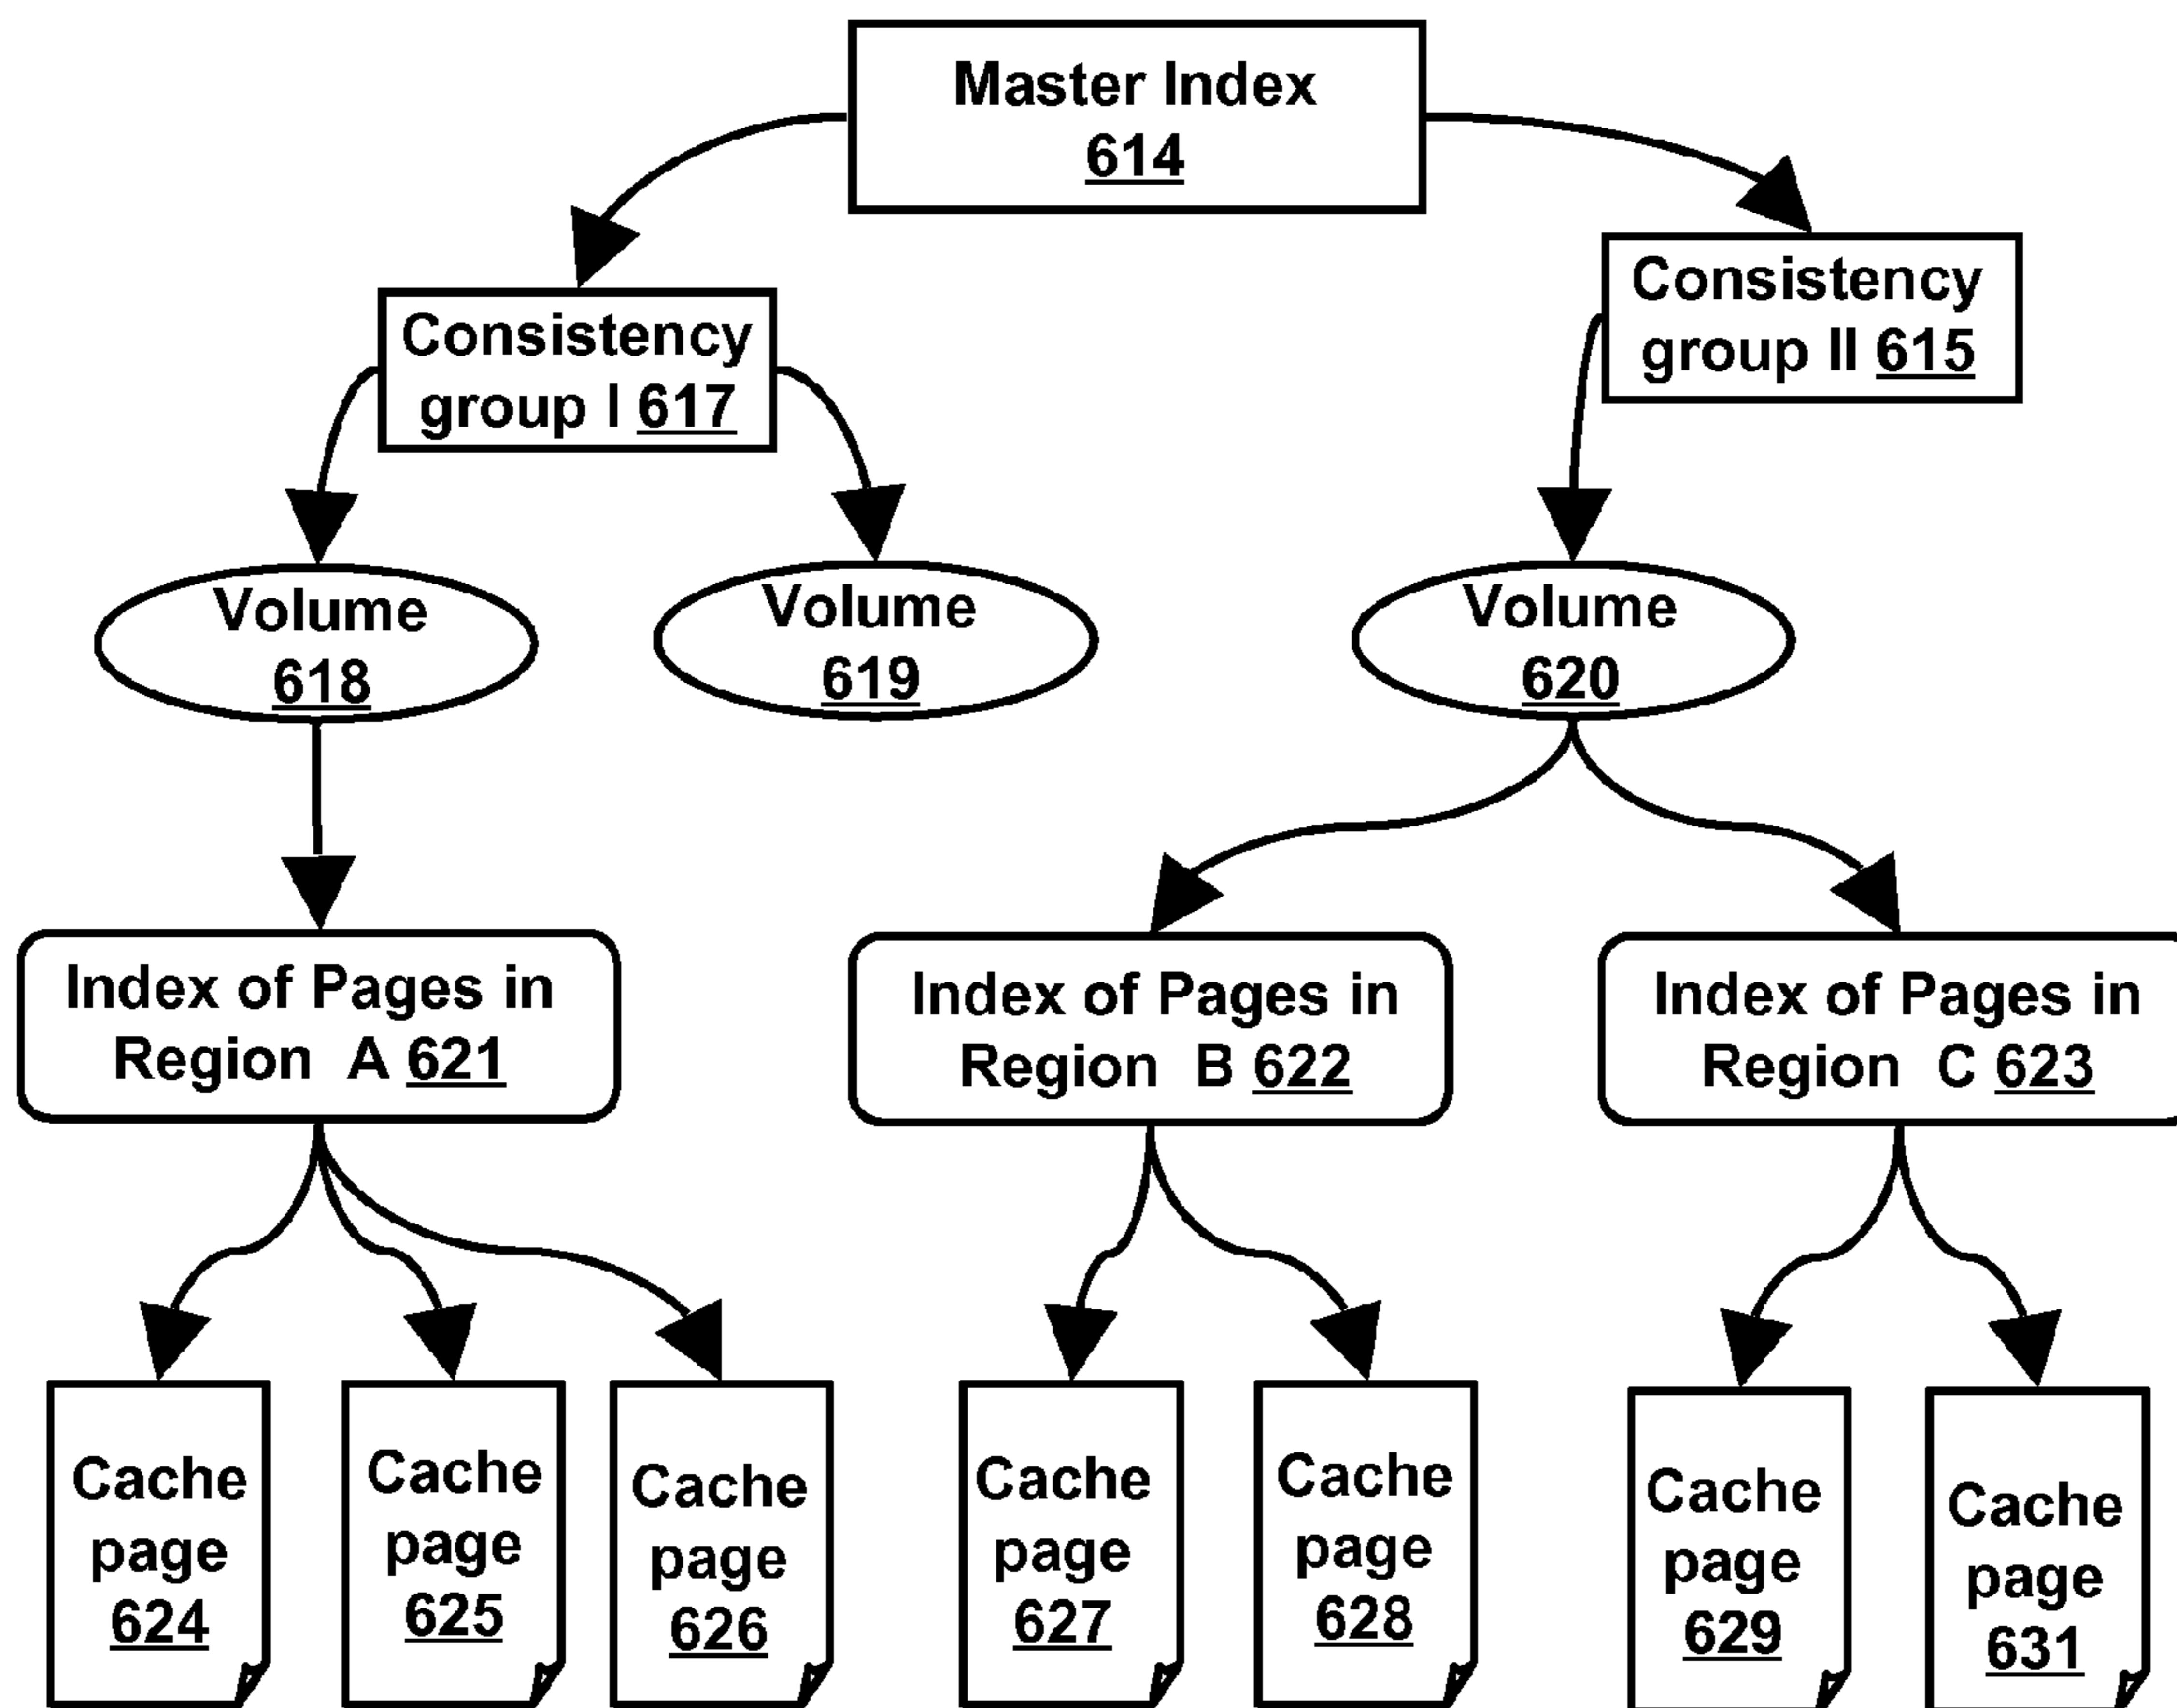 Master Index
614
Consistency
group I 617
Consistency
group II 615
Volume
618
Volume
619
Volume
620
Index of Pages in
Region A 621
Index of Pages in
Region B 622
Index of Pages in
Region C 623
Cache
page
624
Cache
page
625
Cache
page
626
Cache
page
627
Cache
page
628
Cache
page
629
Cache
page
631